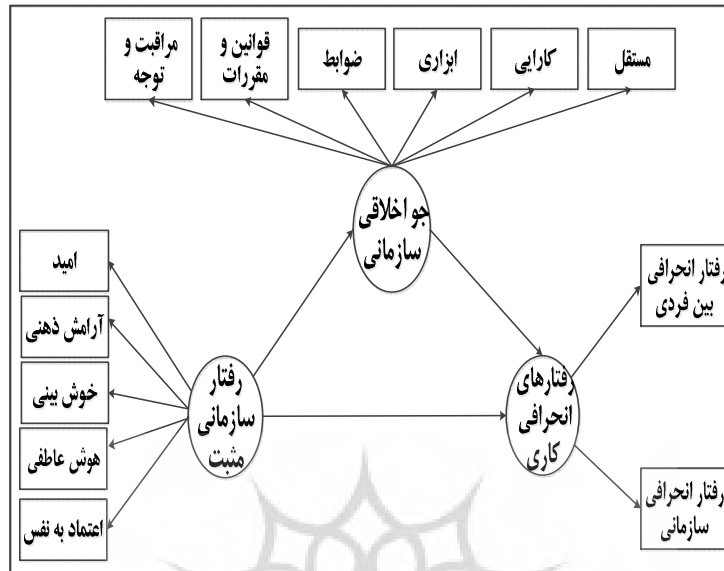 مستقل
کارایی
ابزاری
ضوابط
قوانین و
مقررات
مراقبت و
توجه
جو اخلاقی
سازمانی
رفتار انحرافی
بین فردی
رفتارهای
انحرافی
کاری
رفتار انحرافی
سازمانی
رفتار
سازمانی
مثبت
امید
آرامش ذهنی
خوش بینی
هوش عاطفی
اعتماد به نفس